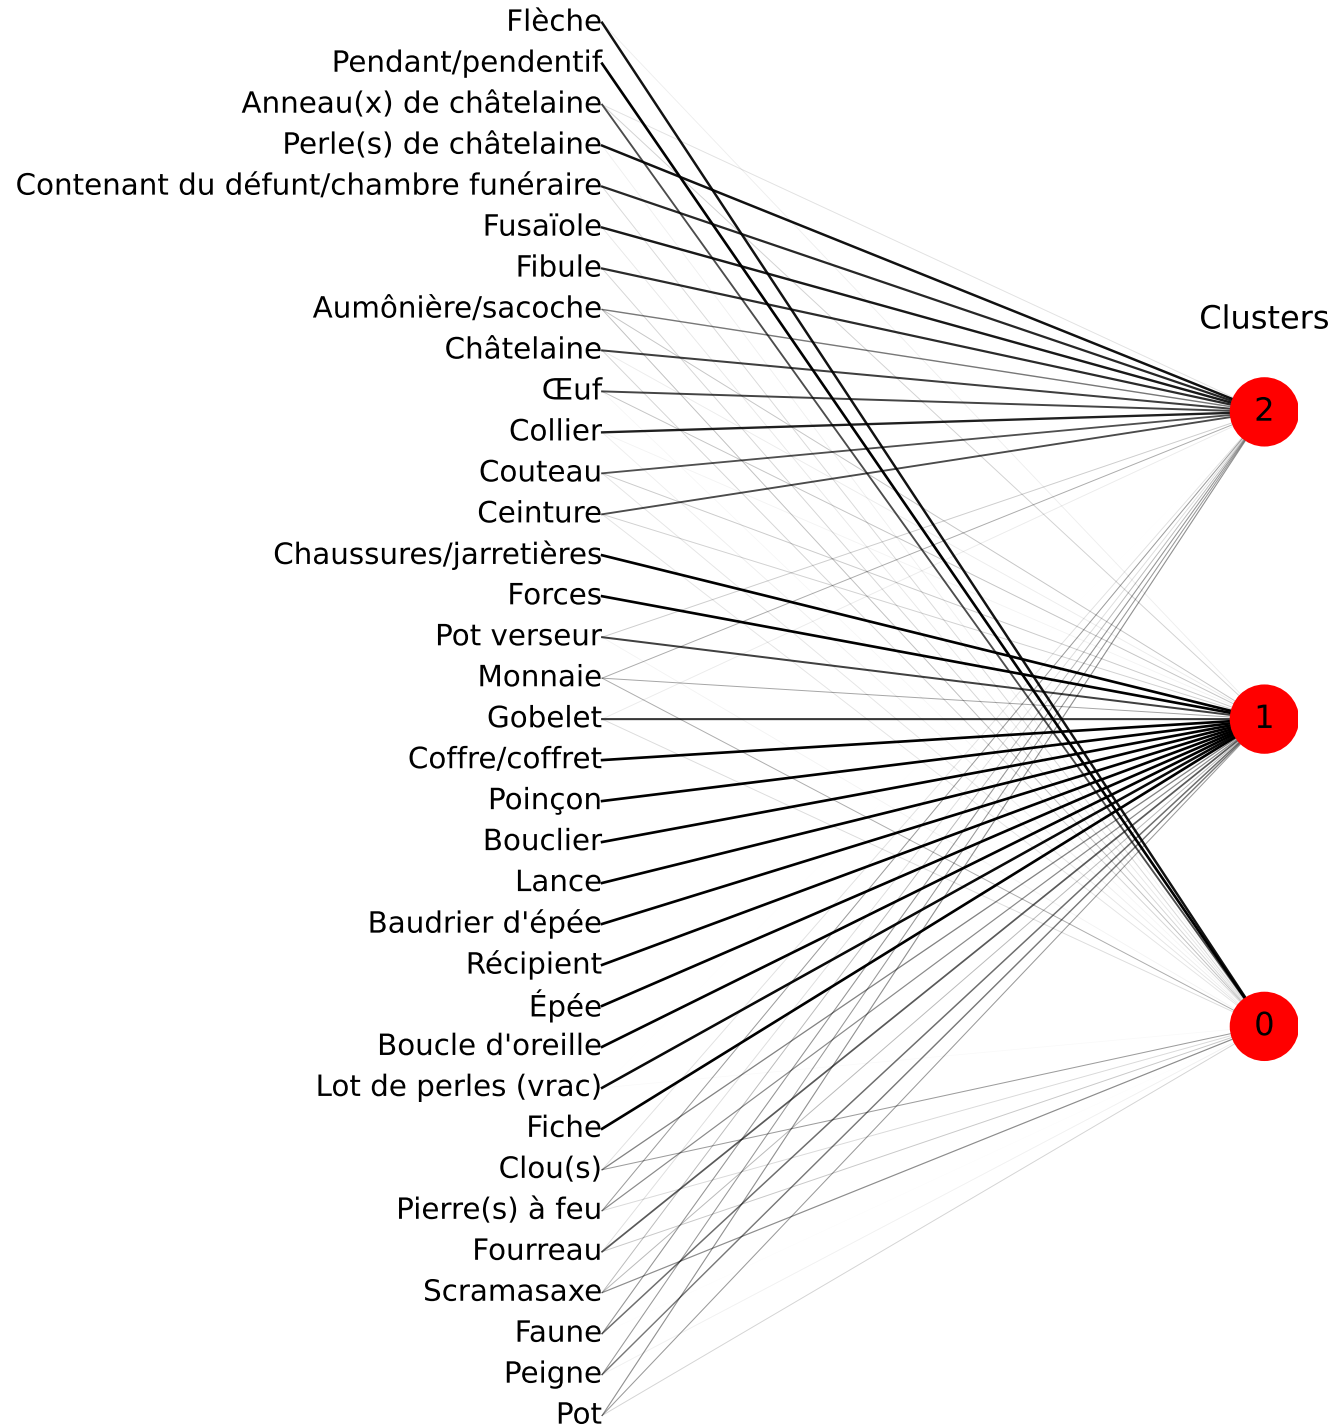 Flèche
Pendant/pendentif
Anneau(x) de châtelaine
Perle(s) de châtelaine
Contenant du défunt/chambre funéraire
Fusaïole
Fibule
Aumônière/sacoche
Châtelaine
Œuf
Collier
Couteau
Ceinture
Chaussures/jarretières
Forces
Pot verseur
Monnaie
Gobelet
Coffre/coffret
Poinçon
Bouclier
Lance
Baudrier d'épée
Récipient
Épée
Boucle d'oreille
Lot de perles (vrac)
Fiche
Clou(s)
Pierre(s) à feu
Fourreau
Scramasaxe
Faune
Peigne
Pot
Clusters
2
1
0